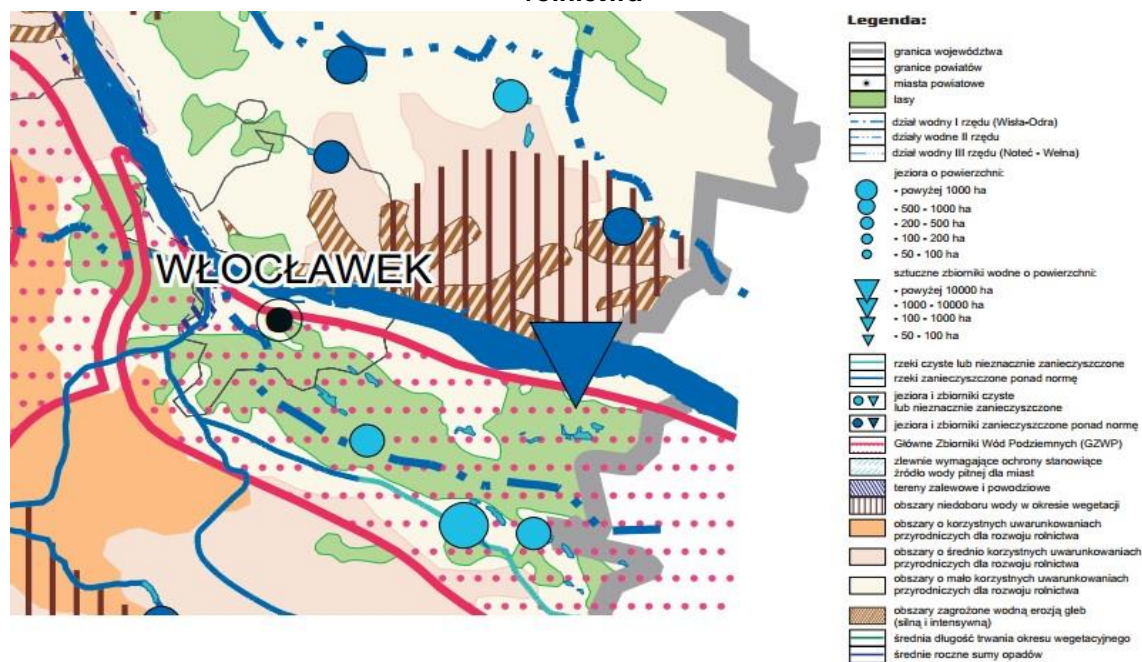 rolnictwa
WŁOCŁAWEK
Legenda:
granica województwa
granice powiatów
miasta powiatowe
lasy
dział wodny I rzędu (Wisła-Odra)
działy wodne II rzędu
dział wodny III rzędu (Noteć - Wełna)
jeziora o powierzchni:
- powyżej 1000 ha
- 500 - 1000 ha
- 200 - 500 ha
- 100 - 200 ha
- 50 - 100 ha
sztuczne zbiorniki wodne o powierzchni:
- powyżej 10000 ha
- 1000 - 10000 ha
- 100 - 1000 ha
- 50 - 100 ha
rzeki czyste lub nieznacznie zanieczyszczone
rzeki zanieczyszczone ponad normę
jeziora i zbiorniki czyste
lub nieznacznie zanieczyszczone
jeziora i zbiorniki zanieczyszczone ponad normę
Główne Zbiorniki Wód Podziemnych (GZWP)
zlewnie wymagające ochrony stanowiące
źródło wody pitnej dla miast
tereny zalewowe i powodziowe
obszary niedoboru wody w okresie wegetacji
obszary o korzystnych uwarunkowaniach
przyrodniczych dla rozwoju rolnictwa
obszary o średnio korzystnych uwarunkowaniach
przyrodniczych dla rozwoju rolnictwa
obszary o mało korzystnych uwarunkowaniach
przyrodniczych dla rozwoju rolnictwa
obszary zagrożone wodną erozją gleb
(silną i intensywną)
średnia długość trwania okresu wegetacyjnego
średnie roczne sumy opadów